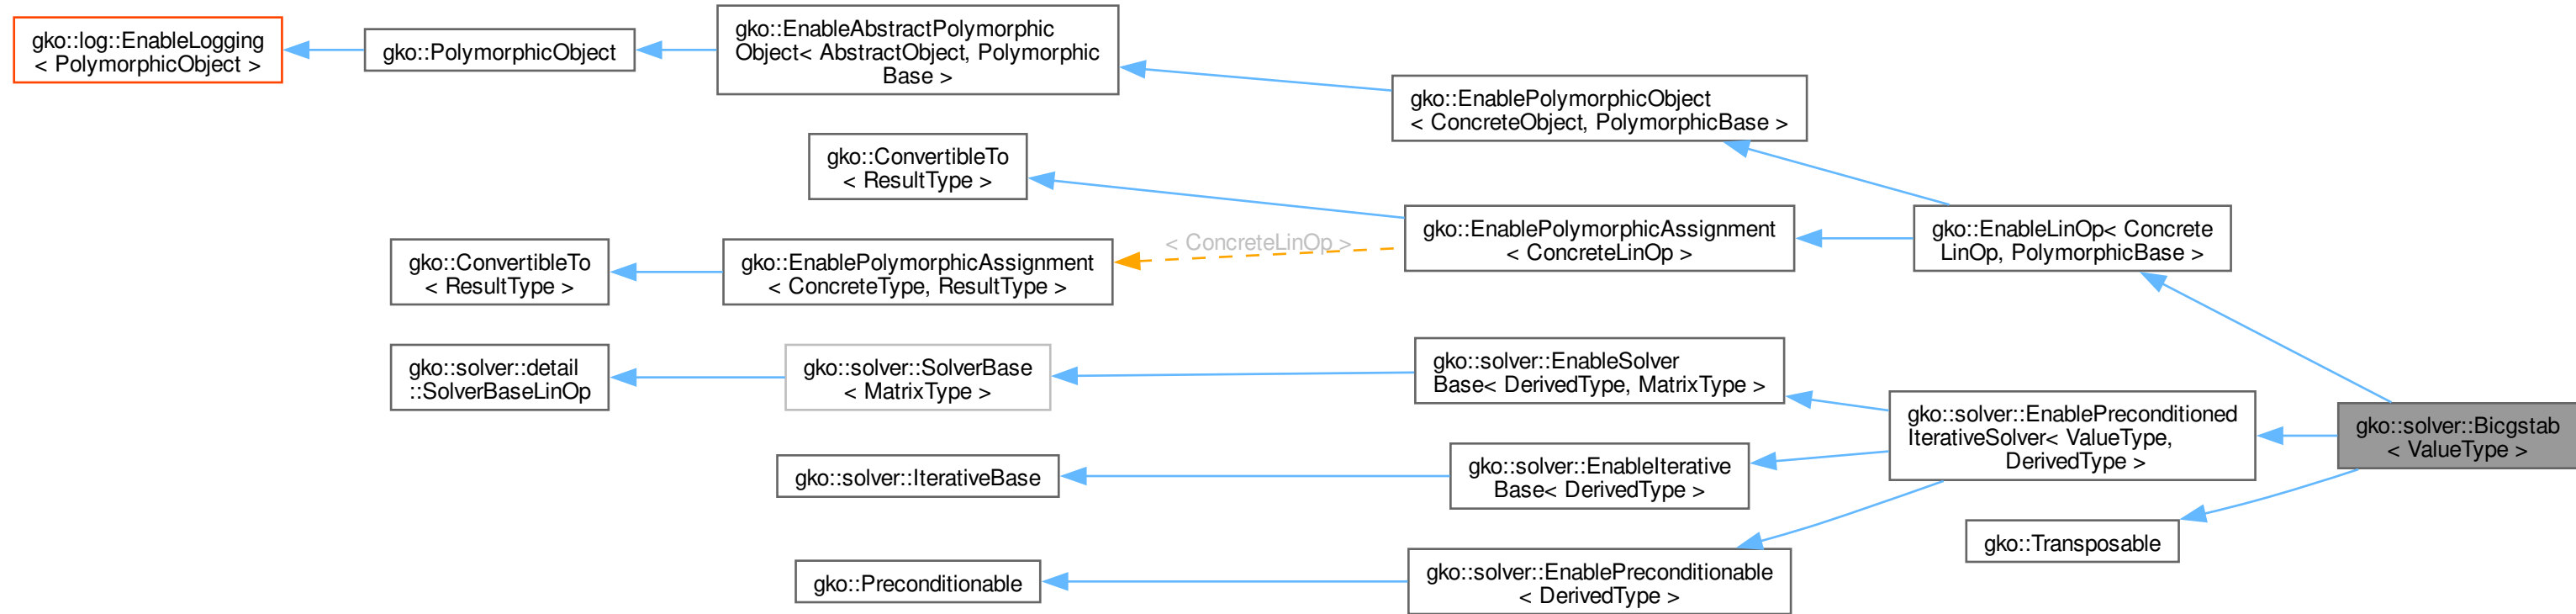 gko::log::EnableLogging
< PolymorphicObject >
gko::PolymorphicObject
gko::EnableAbstractPolymorphic
Object< AbstractObject, Polymorphic
Base >
gko::EnablePolymorphicObject
< ConcreteObject, PolymorphicBase >
gko::ConvertibleTo
< ResultType >
gko::EnablePolymorphicAssignment
< ConcreteLinOp >
gko::EnableLinOp< Concrete
LinOp, PolymorphicBase >
gko::ConvertibleTo
< ResultType >
gko::EnablePolymorphicAssignment
< ConcreteType, ResultType >
< ConcreteLinOp >
gko::solver::detail
::SolverBaseLinOp
gko::solver::SolverBase
< MatrixType >
gko::solver::EnableSolver
Base< DerivedType, MatrixType >
gko::solver::EnablePreconditioned
IterativeSolver< ValueType,
DerivedType >
gko::solver::Bicgstab
< ValueType >
gko::solver::IterativeBase
gko::solver::EnableIterative
Base< DerivedType >
gko::Transposable
gko::Preconditionable
gko::solver::EnablePreconditionable
< DerivedType >